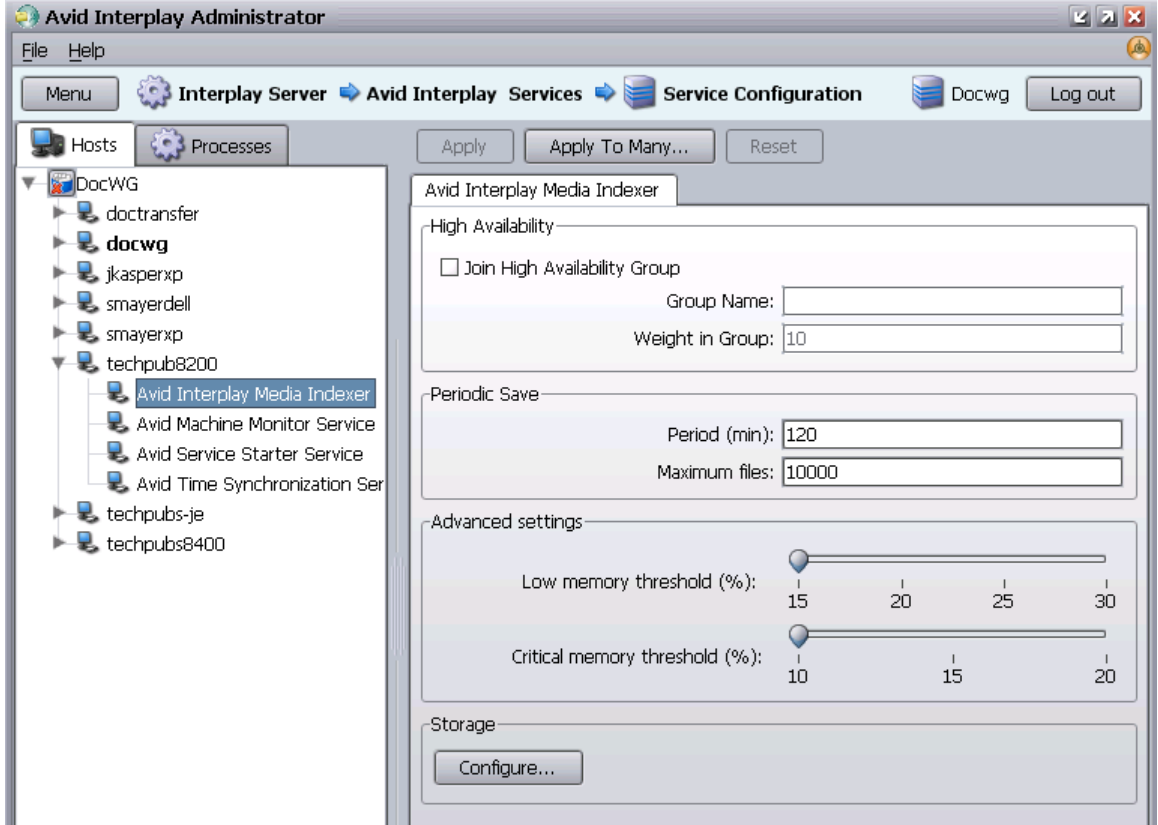 Avid Interplay Administrator
File Help
Menu Interplay Server Avid Interplay Services Service Configuration Docwg Log out
Hosts Processes
DocWG
doctransfer
docwg
jkasperxp
smayerdell
smayerxp
techpub8200
Avid Interplay Media Indexer
Avid Machine Monitor Service
Avid Service Starter Service
Avid Time Synchronization Ser
techpubs-je
techpubs8400
Apply Apply To Many... Reset
Avid Interplay Media Indexer
High Availability
Join High Availability Group
Group Name:
Weight in Group: 10
Periodic Save
Period (min): 120
Maximum files: 10000
Advanced settings
Low memory threshold (%):
15 20 25 30
Critical memory threshold (%):
10 15 20
Storage
Configure...